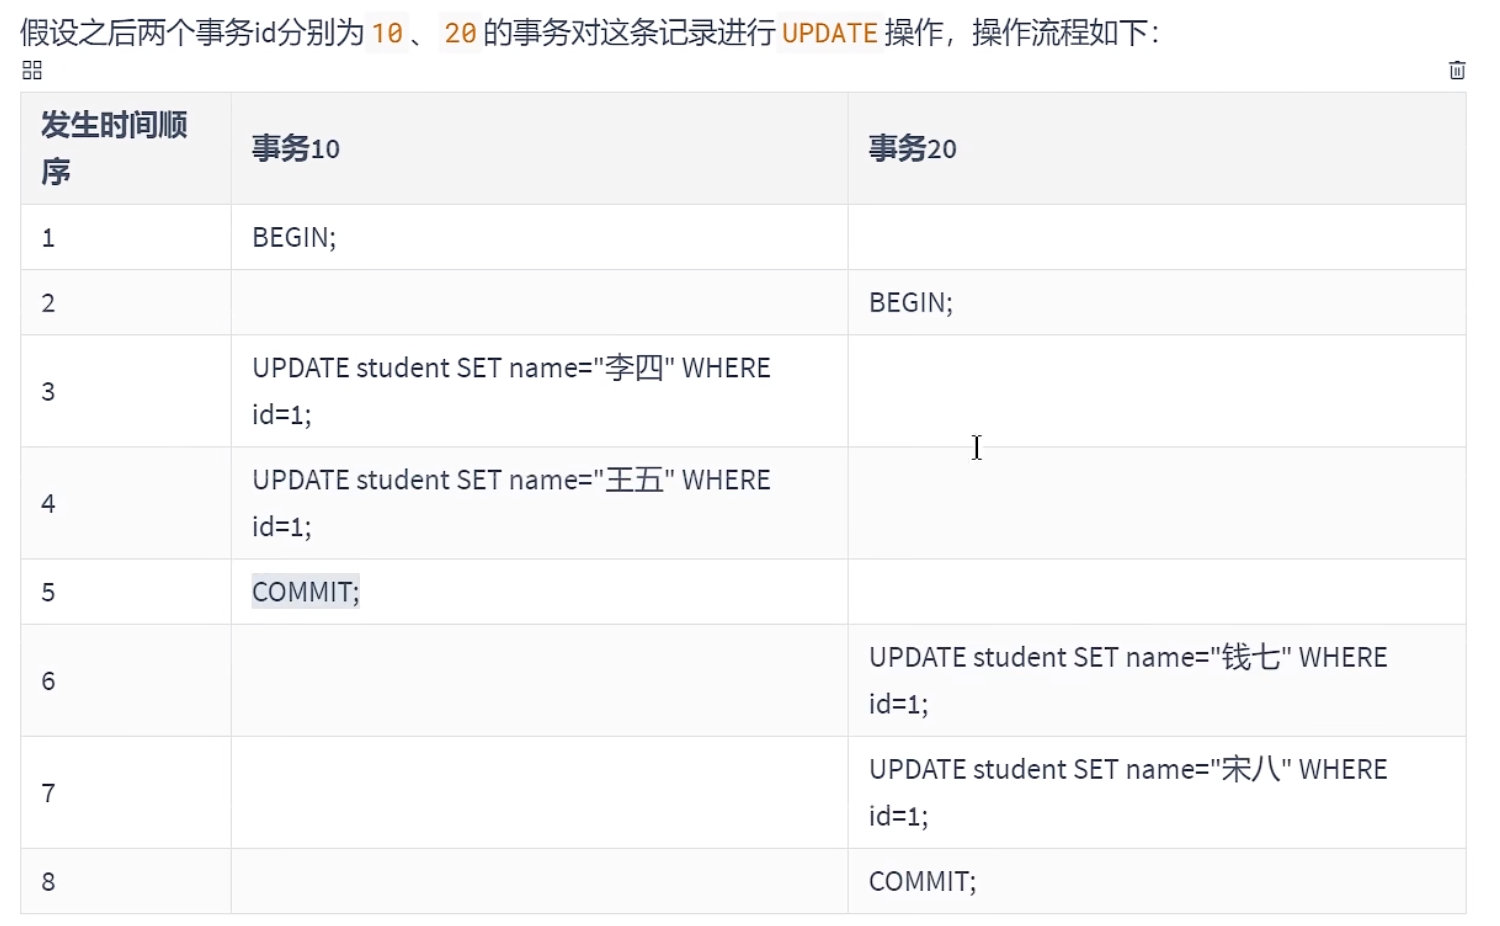 假设之后两个事务id分别为 10 、 20 的事务对这条记录进行 UPDATE 操作，操作流程如下：
发生时间顺
序
事务10
事务20
1
BEGIN;
2
BEGIN;
3
UPDATE student SET name="李四" WHERE
id=1;
4
UPDATE student SET name="王五" WHERE
id=1;
5
COMMIT;
6
UPDATE student SET name="钱七" WHERE
id=1;
7
UPDATE student SET name="宋八" WHERE
id=1;
8
COMMIT;